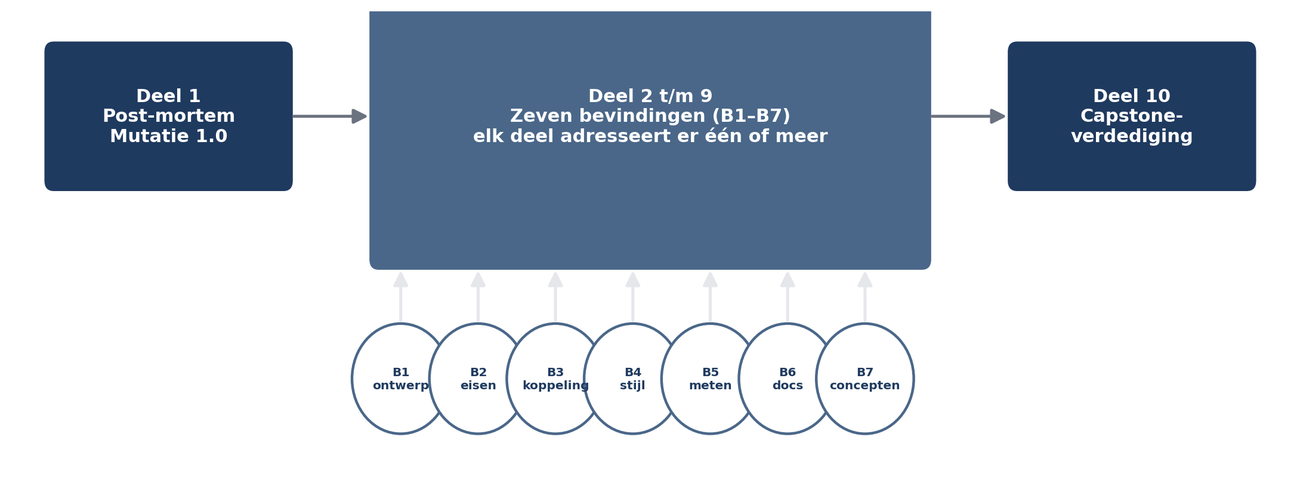 Deel 1
Post-mortem
Mutatie 1.0
Deel 2 t/m 9
Zeven bevindingen (B1–B7)
elk deel adresseert er één of meer
Deel 10
Capstone-
verdediging
B1
ontwerp
B2
eisen
B3
koppeling
B4
stijl
B5
meten
B6
docs
B7
concepten